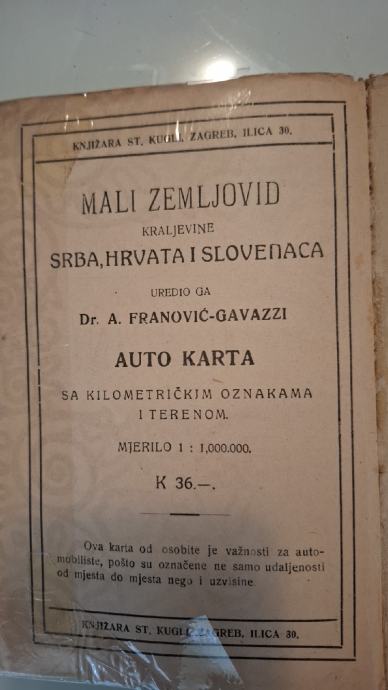 KNJIŽARA ST. KUGLI, ZAGREB, ILICA 30.
MALI ZEMLJOVID
KRALJEVINE
SRBA, HRVATA I SLOVENACA
UREDIO GA
Dr. A. FRANOVIĆ-GAVAZZI
AUTO KARTA
SA KILOMETRIČKIM OZNAKAMA
I TERENOM.
MJERILO 1 : 1,000.000.
K 36.—.
Ova karta od osobite je važnosti za auto-
mobiliste, pošto su označene ne samo udaljenosti
od mjesta do mjesta nego i uzvisine
KNJIŽARA ST. KUGLI, ZAGREB, ILICA 30.